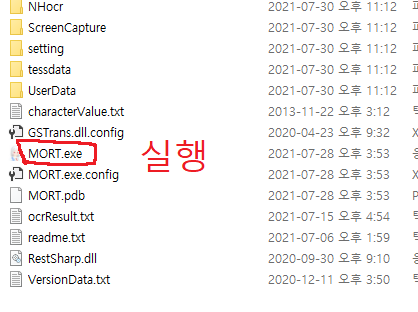 NHocr 2021-07-30 오후 11:12
ScreenCapture 2021-07-30 오후 11:12
setting 2021-07-30 오후 11:12
tessdata 2021-07-30 오후 11:12
UserData 2021-07-30 오후 11:12
characterValue.txt 2013-11-22 오후 3:12
GSTrans.dll.config 2020-04-23 오후 9:32 X
MORT.exe 실행 2021-07-28 오후 3:53
MORT.exe.config 2021-07-28 오후 3:53 X
MORT.pdb 2021-07-28 오후 3:53 P
ocrResult.txt 2021-07-15 오후 4:54
readme.txt 2021-07-06 오후 1:59
RestSharp.dll 2020-09-30 오후 9:10
VersionData.txt 2020-12-11 오후 3:50